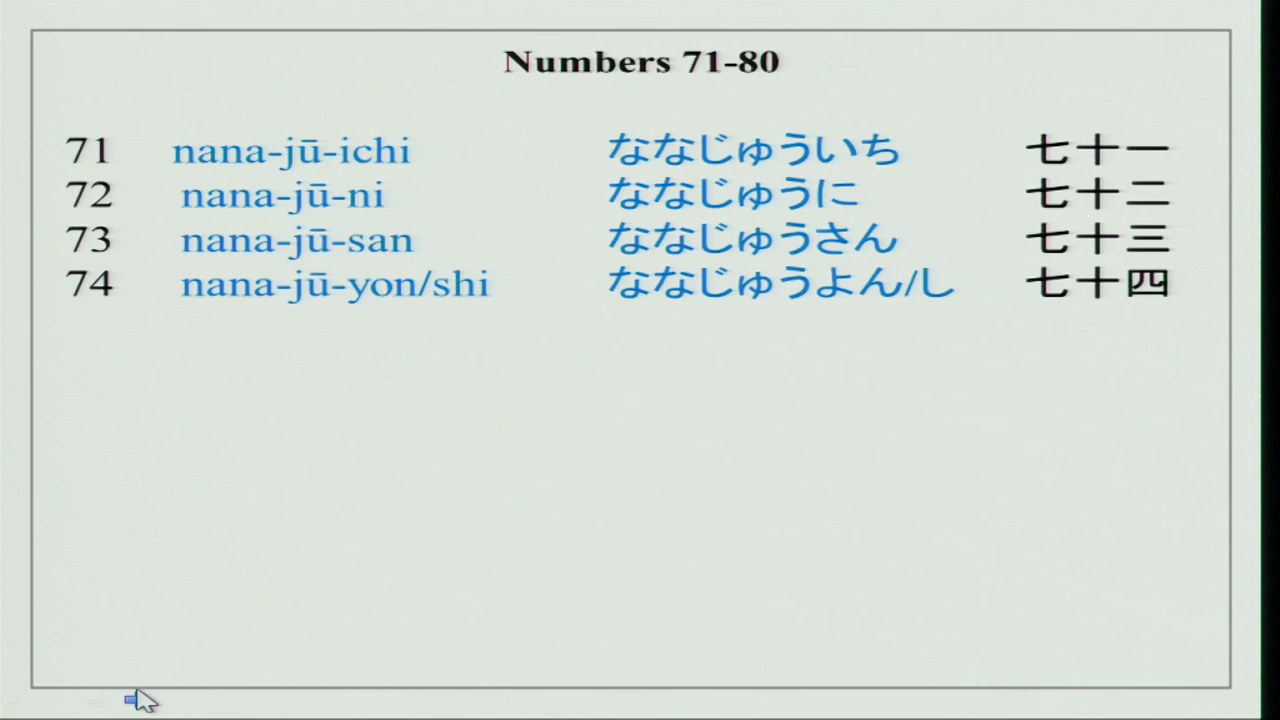 Numbers 71-80
71 nana-jū-ichi ななじゅういち 七十一
72 nana-jū-ni ななじゅうに 七十二
73 nana-jū-san ななじゅうさん 七十三
74 nana-jū-yon/shi ななじゅうよん/し 七十四